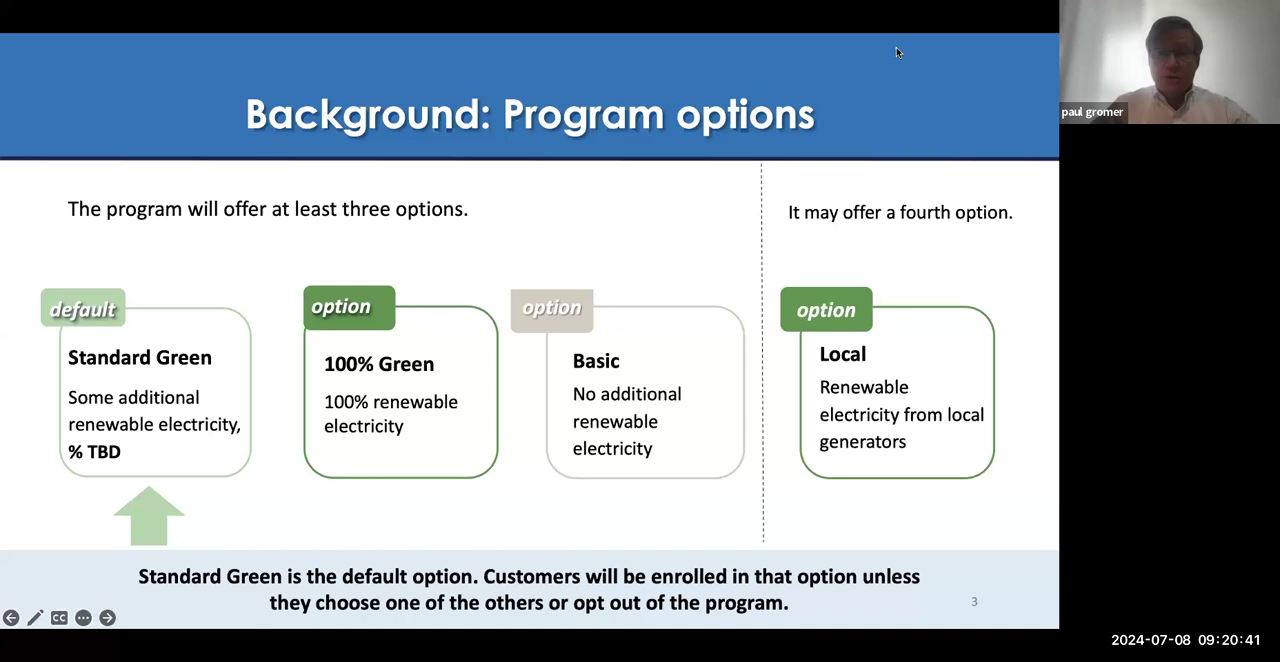 Background: Program options
paul gromer
The program will offer at least three options.
It may offer a fourth option.
default
Standard Green
Some additional
renewable electricity,
% TBD
option
100% Green
100% renewable
electricity
option
Basic
No additional
renewable
electricity
option
Local
Renewable
electricity from local
generators
Standard Green is the default option. Customers will be enrolled in that option unless
they choose one of the others or opt out of the program.
3
CC
2024-07-08 09:20:41